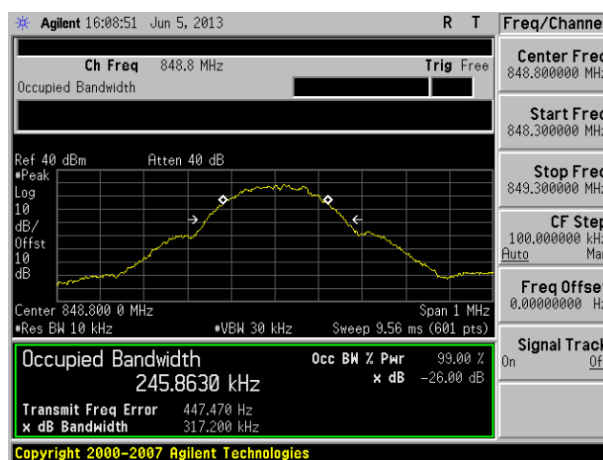 Agilent 16:08:51 Jun 5, 2013 R T
Freq/Channel
Ch Freq 848.8 MHz Trig Free
Occupied Bandwidth
Center Freq
848.800000 MHz
Start Freq
848.300000 MHz
Stop Freq
849.300000 MHz
CF Step
100.000000 kHz
Auto Man
Freq Offset
0.00000000 Hz
Signal Track
On Off
Ref 40 dBm Atten 40 dB
*Peak
Log
10
dB/
Offst
10
dB
Center 848.800 0 MHz Span 1 MHz
*Res BW 10 kHz *VBW 30 kHz Sweep 9.56 ms (601 pts)
Occupied Bandwidth Occ BW % Pwr 99.00 %
245.8630 kHz x dB -26.00 dB
Transmit Freq Error 447.470 Hz
x dB Bandwidth 317.200 kHz
Copyright 2000-2007 Agilent Technologies